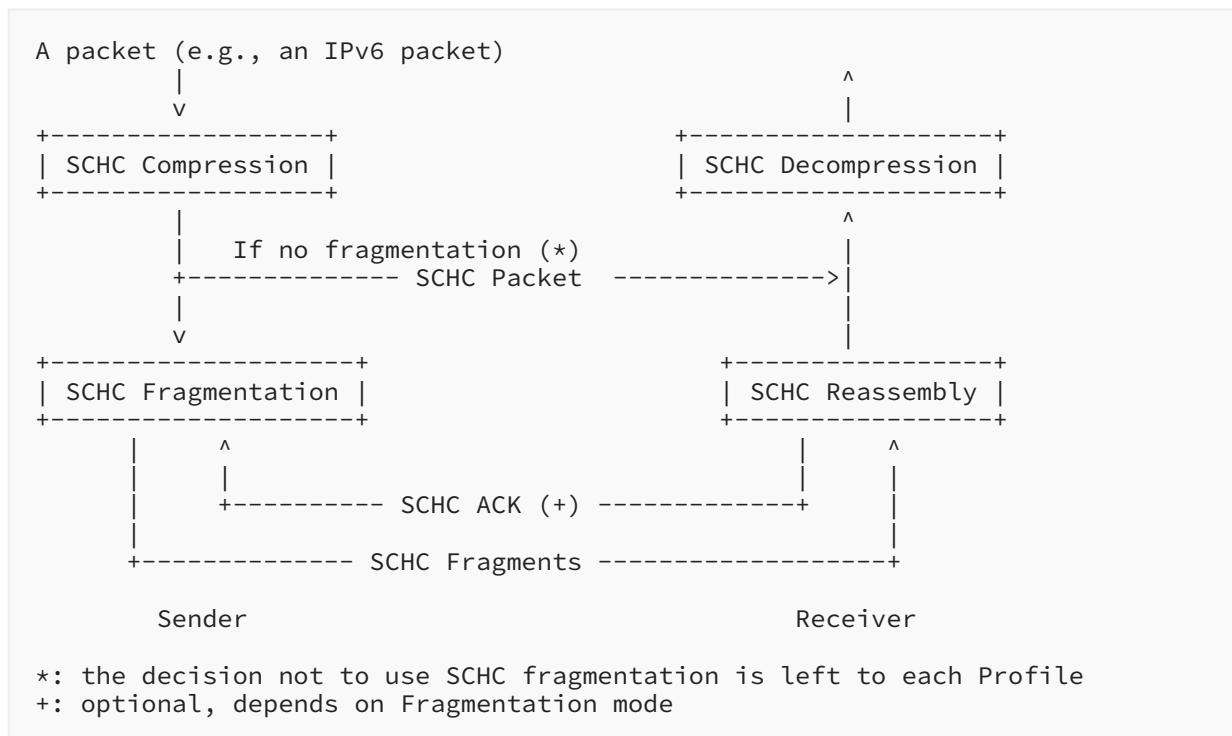 A packet (e.g., an IPv6 packet)
         |                                           ^
         v                                           |
+------------------+                      +--------------------+
| SCHC Compression |                      | SCHC Decompression |
+------------------+                      +--------------------+
         |                                           ^
         |   If no fragmentation (*)                 |
         +-------------- SCHC Packet  -------------->|
         |                                           |
         v                                           |
+--------------------+                       +-----------------+
| SCHC Fragmentation |                       | SCHC Reassembly |
+--------------------+                       +-----------------+
      |     ^                                     |     ^
      |     |                                     |     |
      |     +---------- SCHC ACK (+) -------------+     |
      |                                                 |
      +-------------- SCHC Fragments -------------------+
        Sender                                    Receiver
*: the decision not to use SCHC fragmentation is left to each Profile
+: optional, depends on Fragmentation mode